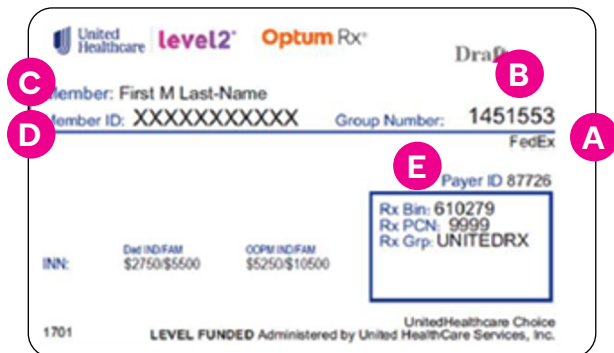 United Healthcare level2 Optum Rx
Draft
B
C
Member: First M Last-Name
D
Member ID: XXXXXXXXXXX Group Number: 1451553
A
FedEx
E
Payer ID 87726
Rx Bin: 610279
Rx PCN: 9999
Rx Grp: UNITEDRX
Ded IND/FAM OOPM IND/FAM
INN: $2750/$5500 $5250/$10500
UnitedHealthcare Choice
1701 LEVEL FUNDED Administered by United HealthCare Services, Inc.